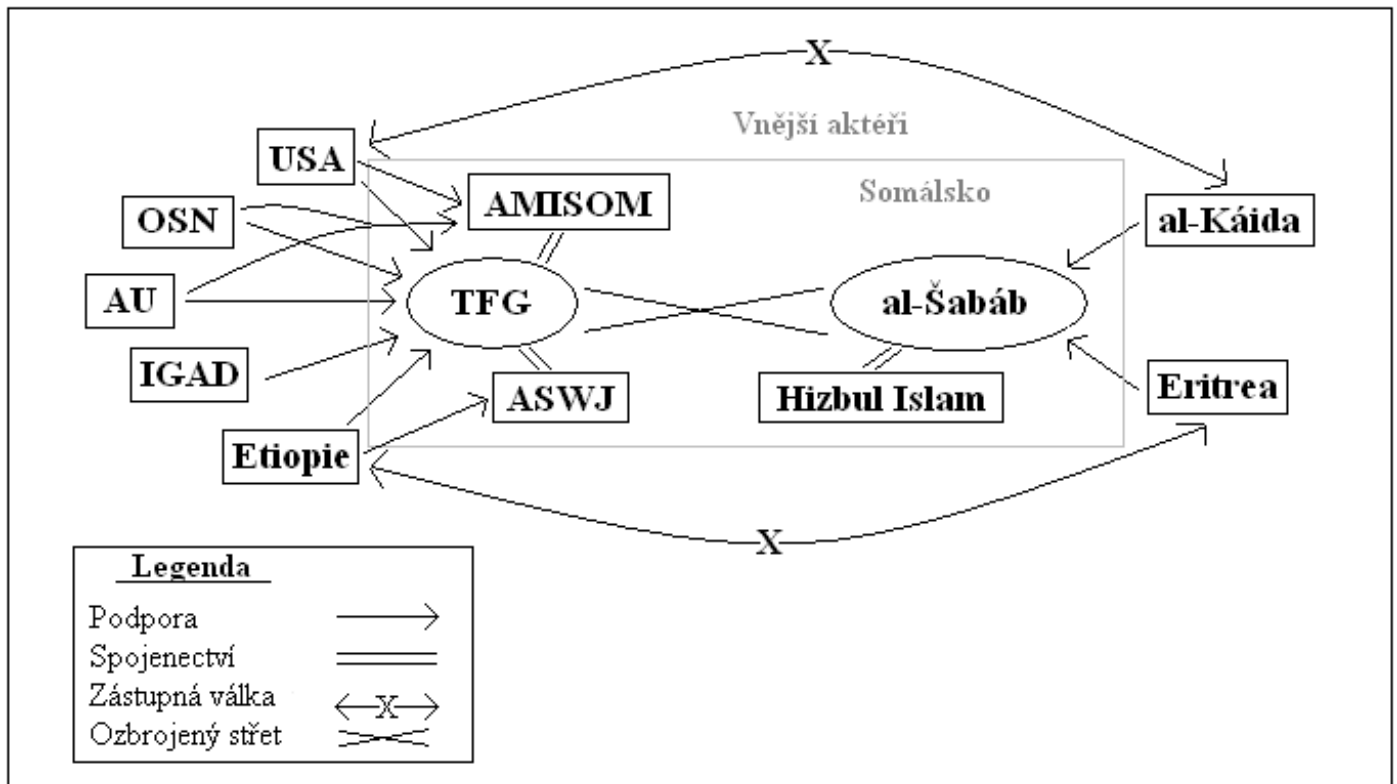 X
Vnější aktéři
USA
Somálsko
AMISOM
OSN
al-Káida
AU
TFG
al-Šabáb
IGAD
ASWJ
Hizbul Islam
Eritrea
Etiopie
X
Legenda
Podpora
Spojenectví
Zástupná válka
X
Ozbrojený střet